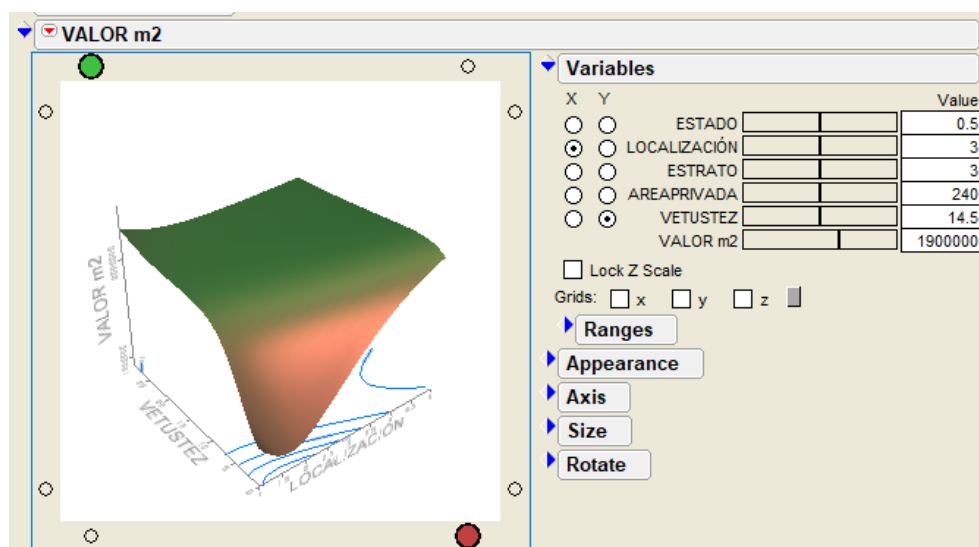 VALOR m2
Variables
X Y Value
ESTADO 0.5
LOCALIZACIÓN 3
ESTRATO 3
AREAPRIVADA 240
VETUSTEZ 14.5
VALOR m2 1900000
Lock Z Scale
Grids: x y z
Ranges
Appearance
Axis
Size
Rotate
VALOR m2
VETUSTEZ
LOCALIZACIÓN